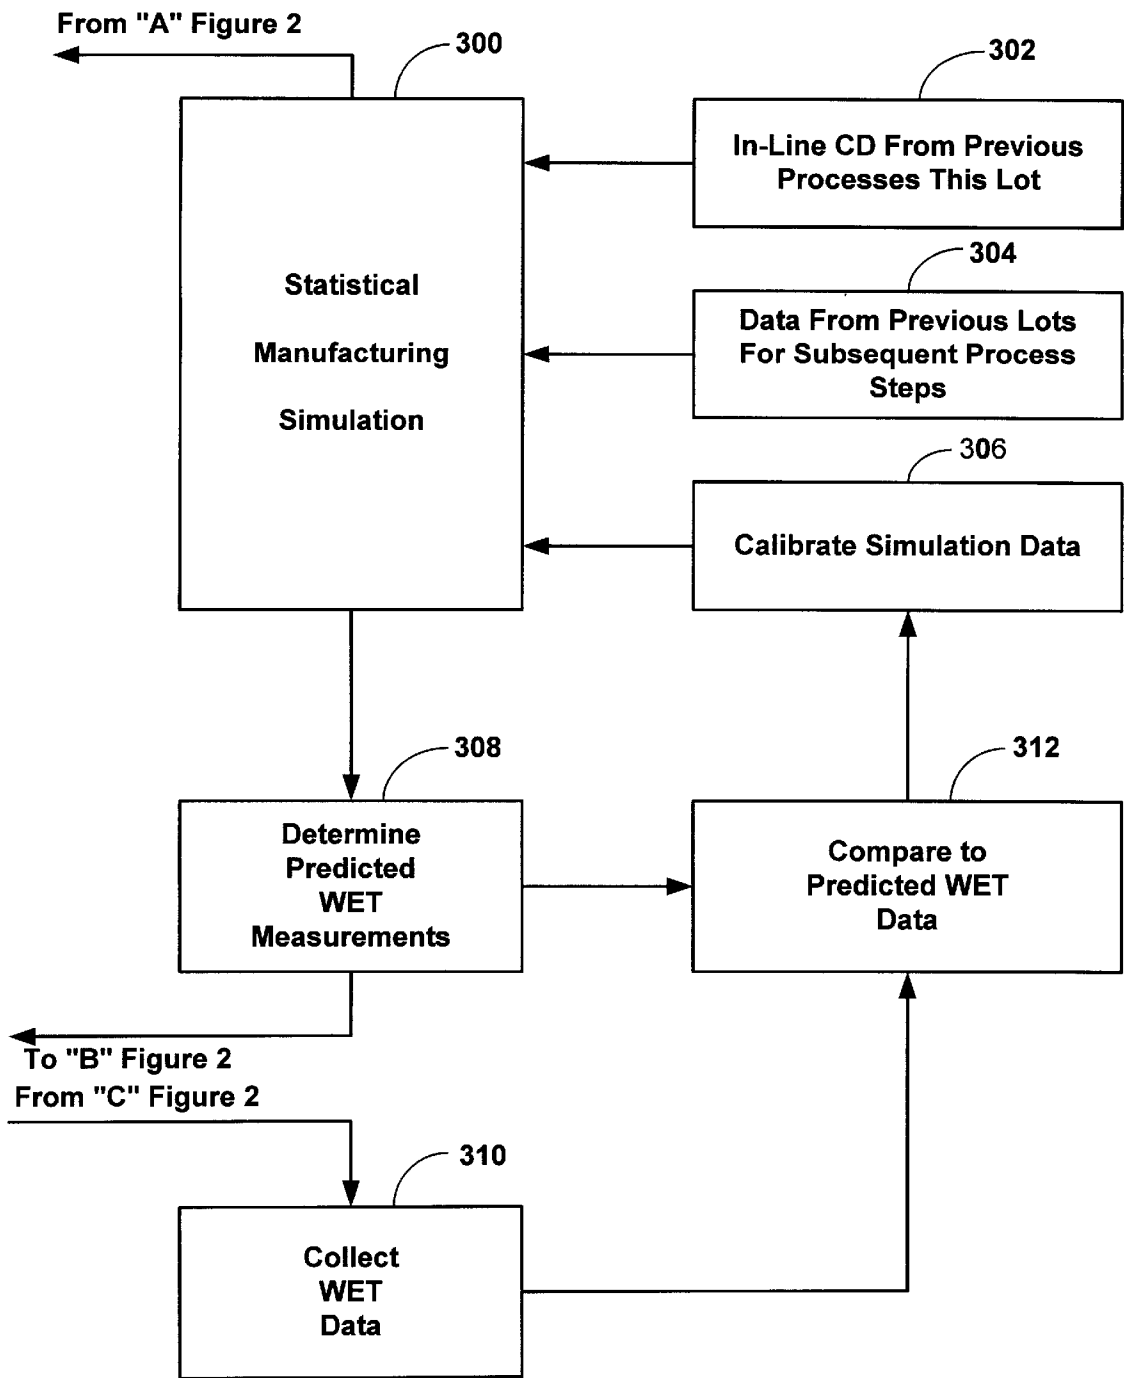 From "A" Figure 2
300
302
In-Line CD From Previous
Processes This Lot
304
Statistical
Manufacturing
Simulation
Data From Previous Lots
For Subsequent Process
Steps
306
Calibrate Simulation Data
308
312
Determine
Predicted
WET
Measurements
Compare to
Predicted WET
Data
To "B" Figure 2
From "C" Figure 2
310
Collect
WET
Data